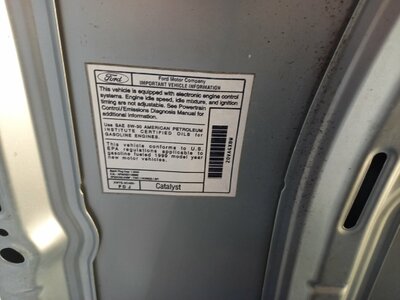 Ford
Ford Motor Company
IMPORTANT VEHICLE INFORMATION
This vehicle is equipped with electronic engine control
systems. Engine idle speed, idle mixture, and ignition
timing are not adjustable. See Powertrain
Control/Emissions Diagnosis Manual for
additional information.
Use SAE 5W-30 AMERICAN PETROLEUM
INSTITUTE CERTIFIED OILS for
GASOLINE ENGINES.
This vehicle conforms to U.S.
EPA regulations applicable to
gasoline fueled 1999 model year
new motor vehicles.
Catalyst